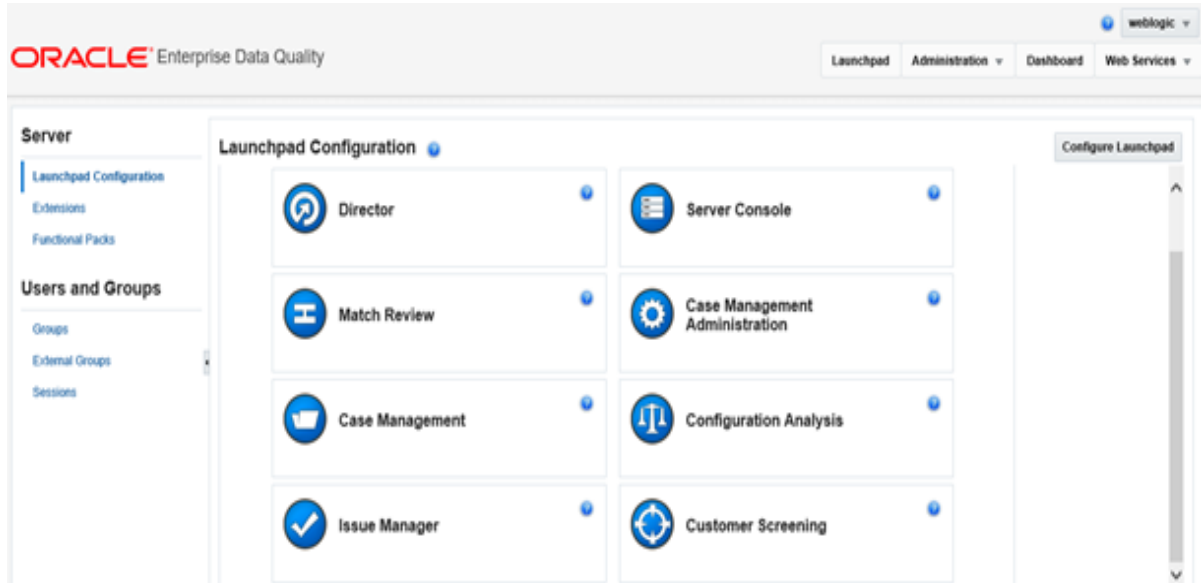 weblogic
ORACLE Enterprise Data Quality
Launchpad Administration Dashboard Web Services
Server
Launchpad Configuration
Extensions
Functional Packs
Users and Groups
Groups
External Groups
Sessions
Launchpad Configuration
Configure Launchpad
Director
Server Console
Match Review
Case Management
Administration
Case Management
Configuration Analysis
Issue Manager
Customer Screening